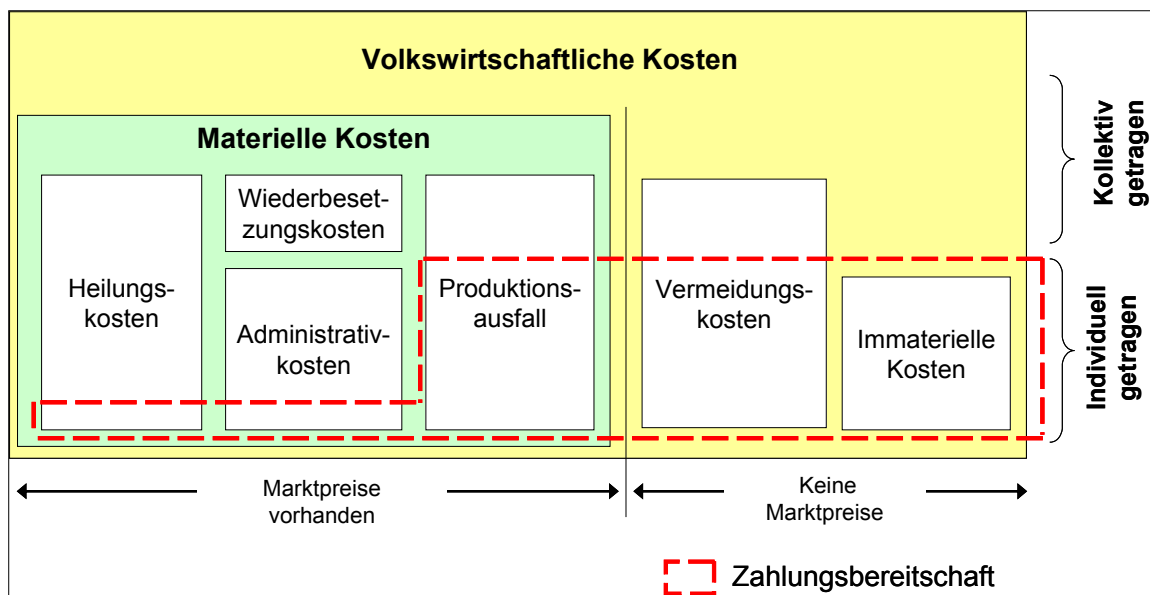 Volkswirtschaftliche Kosten
Materielle Kosten
Heilungs-
kosten
Wiederbeset-
zungskosten
Administrativ-
kosten
Produktions-
ausfall
Vermeidungs-
kosten
Immaterielle
Kosten
Kollektiv
getragen
Individuell
getragen
Marktpreise
vorhanden
Keine
Marktpreise
Zahlungsbereitschaft